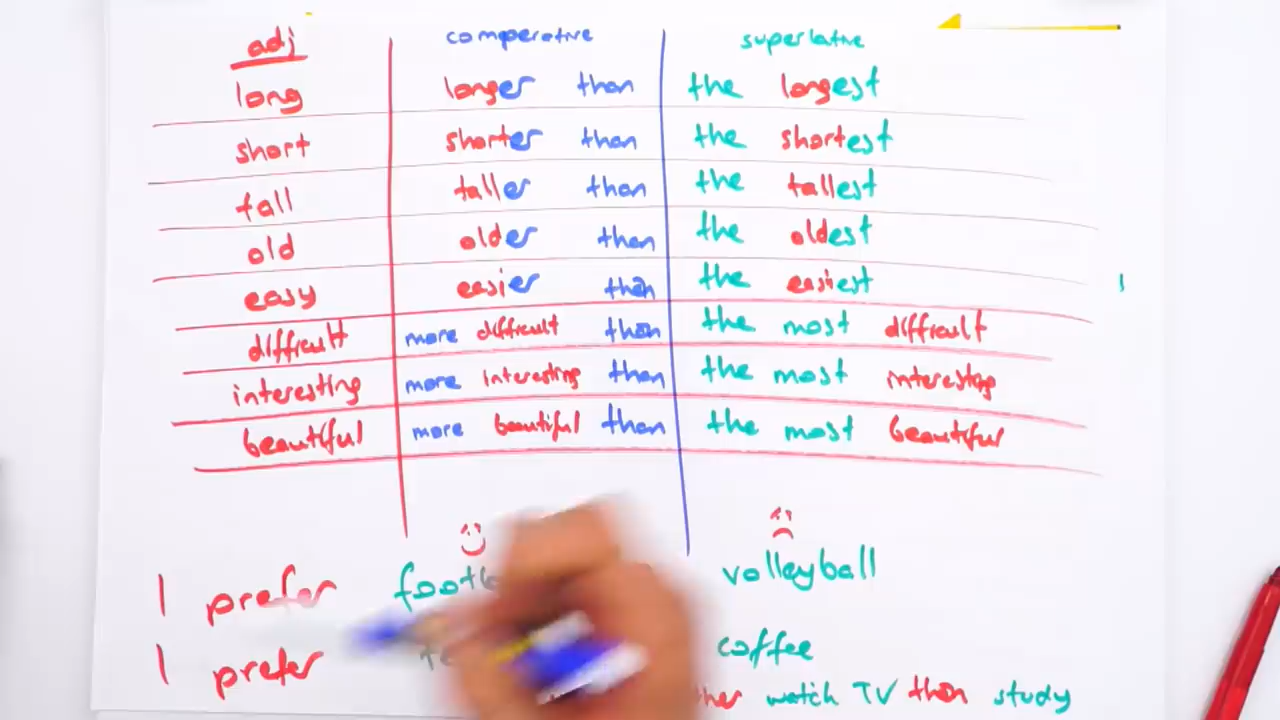 adj comperative superlative
long longer than the longest
short shorter than the shortest
tall taller than the tallest
old older than the oldest
easy easier than the easiest
difficult more difficult than the most difficult
interesting more interesting than the most interesting
beautiful more beautiful than the most beautiful
I prefer volleyball
I prefer coffee
watch TV than study